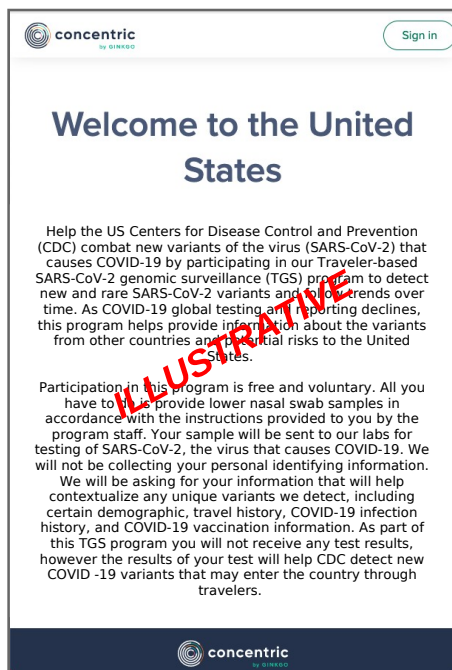 concentric
by GINKGO
Sign in
Welcome to the United
States
Help the US Centers for Disease Control and Prevention
(CDC) combat new variants of the virus (SARS-CoV-2) that
causes COVID-19 by participating in our Traveler-based
SARS-CoV-2 genomic surveillance (TGS) program to detect
new and rare SARS-CoV-2 variants and follow trends over
time. As COVID-19 global testing and reporting declines,
this program helps provide information about the variants
from other countries and potential risks to the United
States.
ILLUSTRATIVE
Participation in this program is free and voluntary. All you
have to do is provide lower nasal swab samples in
accordance with the instructions provided to you by the
program staff. Your sample will be sent to our labs for
testing of SARS-CoV-2, the virus that causes COVID-19. We
will not be collecting your personal identifying information.
We will be asking for your information that will help
contextualize any unique variants we detect, including
certain demographic, travel history, COVID-19 infection
history, and COVID-19 vaccination information. As part of
this TGS program you will not receive any test results,
however the results of your test will help CDC detect new
COVID -19 variants that may enter the country through
travelers.
concentric
by GINKGO